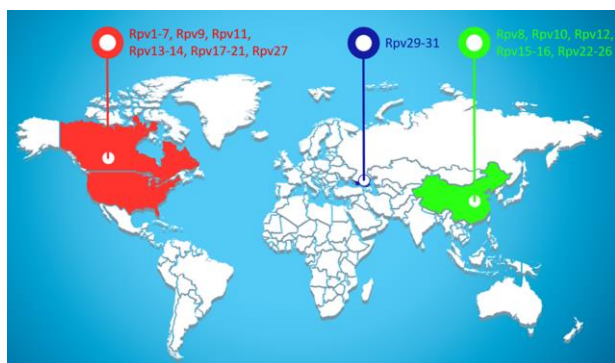 Rpv1-7, Rpv9, Rpv11,
Rpv13-14, Rpv17-21, Rpv27
Rpv29-31
Rpv8, Rpv10, Rpv12,
Rpv15-16, Rpv22-26